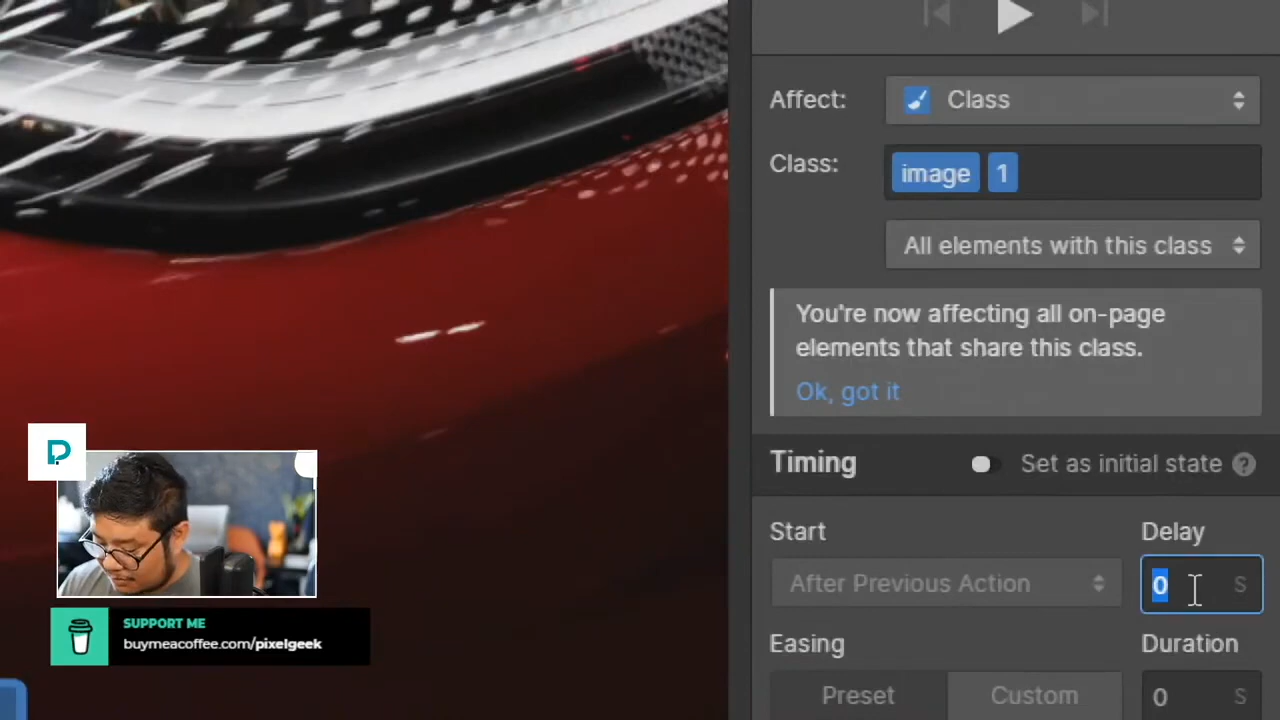 Affect:
Class
Class:
image 1
All elements with this class
You're now affecting all on-page
elements that share this class.
Ok, got it
Timing
Set as initial state ?
Start
Delay
After Previous Action
0 S
Easing
Duration
Preset
Custom
0 S
SUPPORT ME
buymeacoffee.com/pixelgeek